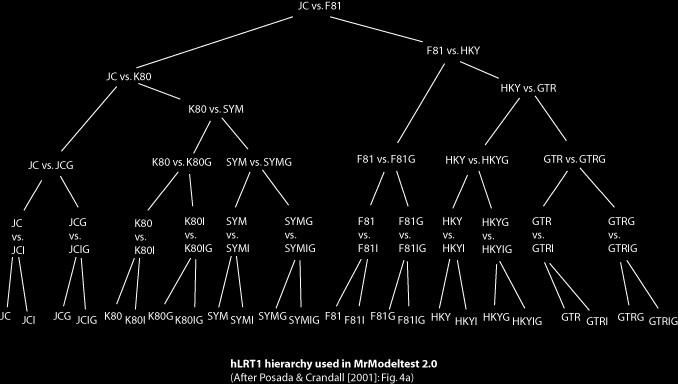 JC vs. F81
F81 vs. HKY
JC vs. K80
HKY vs. GTR
K80 vs. SYM
JC vs. JCG
K80 vs. K80G
SYM vs. SYMG
F81 vs. F81G
HKY vs. HKYG
GTR vs. GTRG
JC
vs.
JCI
JCG
vs.
JCIG
K80
vs.
K80I
K80I
vs.
K80IG
SYM
vs.
SYMI
SYMG
vs.
SYMIG
F81
vs.
F81I
F81G
vs.
F81IG
HKY
vs.
HKYI
HKYG
vs.
HKYIG
GTR
vs.
GTRI
GTRG
vs.
GTRIG
JC
JCI
JCG
JCIG
K80
K80I
K80G
K80IG
SYM
SYMI
SYMG
SYMIG
F81
F81I
F81G
F81IG
HKY
HKYI
HKYG
HKYIG
GTR
GTRI
GTRG
GTRIG
hLRT1 hierarchy used in MrModeltest 2.0
(After Posada & Crandall [2001]: Fig. 4a)